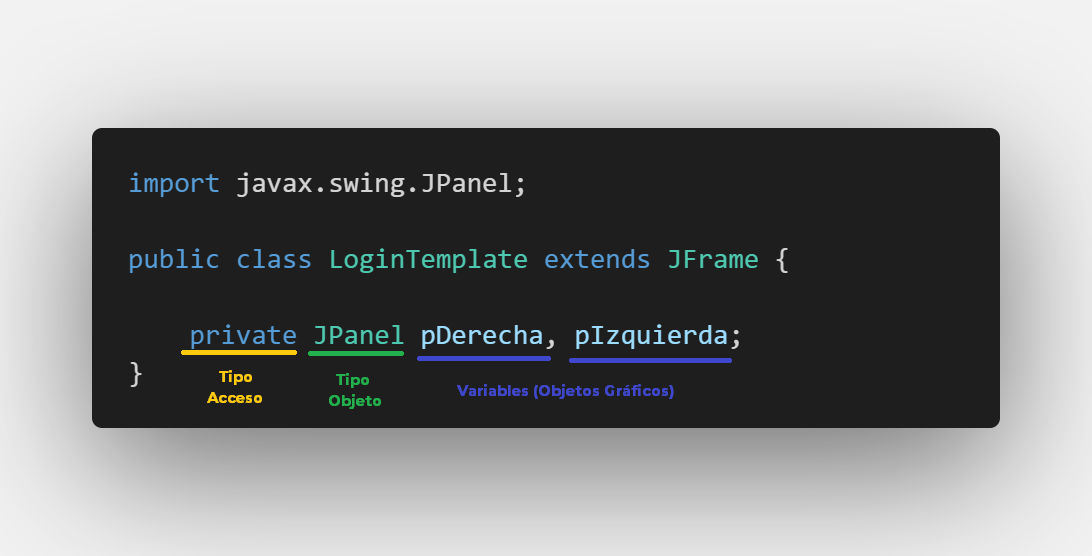 import javax.swing.JPanel;
public class LoginTemplate extends JFrame {
private JPanel pDerecha, pIzquierda;
}
Tipo
Acceso
Tipo
Objeto
Variables (Objetos Gráficos)